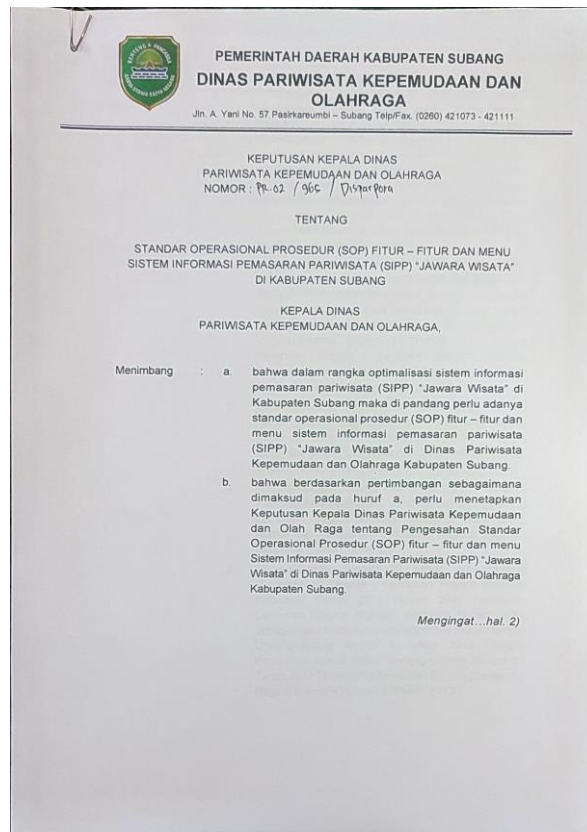 PEMERINTAH DAERAH KABUPATEN SUBANG
DINAS PARIWISATA KEPEMUDAAN DAN
OLAHRAGA
Jln. A. Yani No. 57 Pasirkareumbi – Subang Telp/Fax. (0260) 421073 - 421111
KEPUTUSAN KEPALA DINAS
PARIWISATA KEPEMUDAAN DAN OLAHRAGA
NOMOR : PR.02 / 965 / Disparpora
TENTANG
STANDAR OPERASIONAL PROSEDUR (SOP) FITUR – FITUR DAN MENU
SISTEM INFORMASI PEMASARAN PARIWISATA (SIPP) "JAWARA WISATA"
DI KABUPATEN SUBANG
KEPALA DINAS
PARIWISATA KEPEMUDAAN DAN OLAHRAGA,
Menimbang : a. bahwa dalam rangka optimalisasi sistem informasi
pemasaran pariwisata (SIPP) "Jawara Wisata" di
Kabupaten Subang maka di pandang perlu adanya
standar operasional prosedur (SOP) fitur – fitur dan
menu sistem informasi pemasaran pariwisata
(SIPP) "Jawara Wisata" di Dinas Pariwisata
Kepemudaan dan Olahraga Kabupaten Subang.
b. bahwa berdasarkan pertimbangan sebagaimana
dimaksud pada huruf a, perlu menetapkan
Keputusan Kepala Dinas Pariwisata Kepemudaan
dan Olah Raga tentang Pengesahan Standar
Operasional Prosedur (SOP) fitur – fitur dan menu
Sistem Informasi Pemasaran Pariwisata (SIPP) "Jawara
Wisata" di Dinas Pariwisata Kepemudaan dan Olahraga
Kabupaten Subang.
Mengingat...hal. 2)